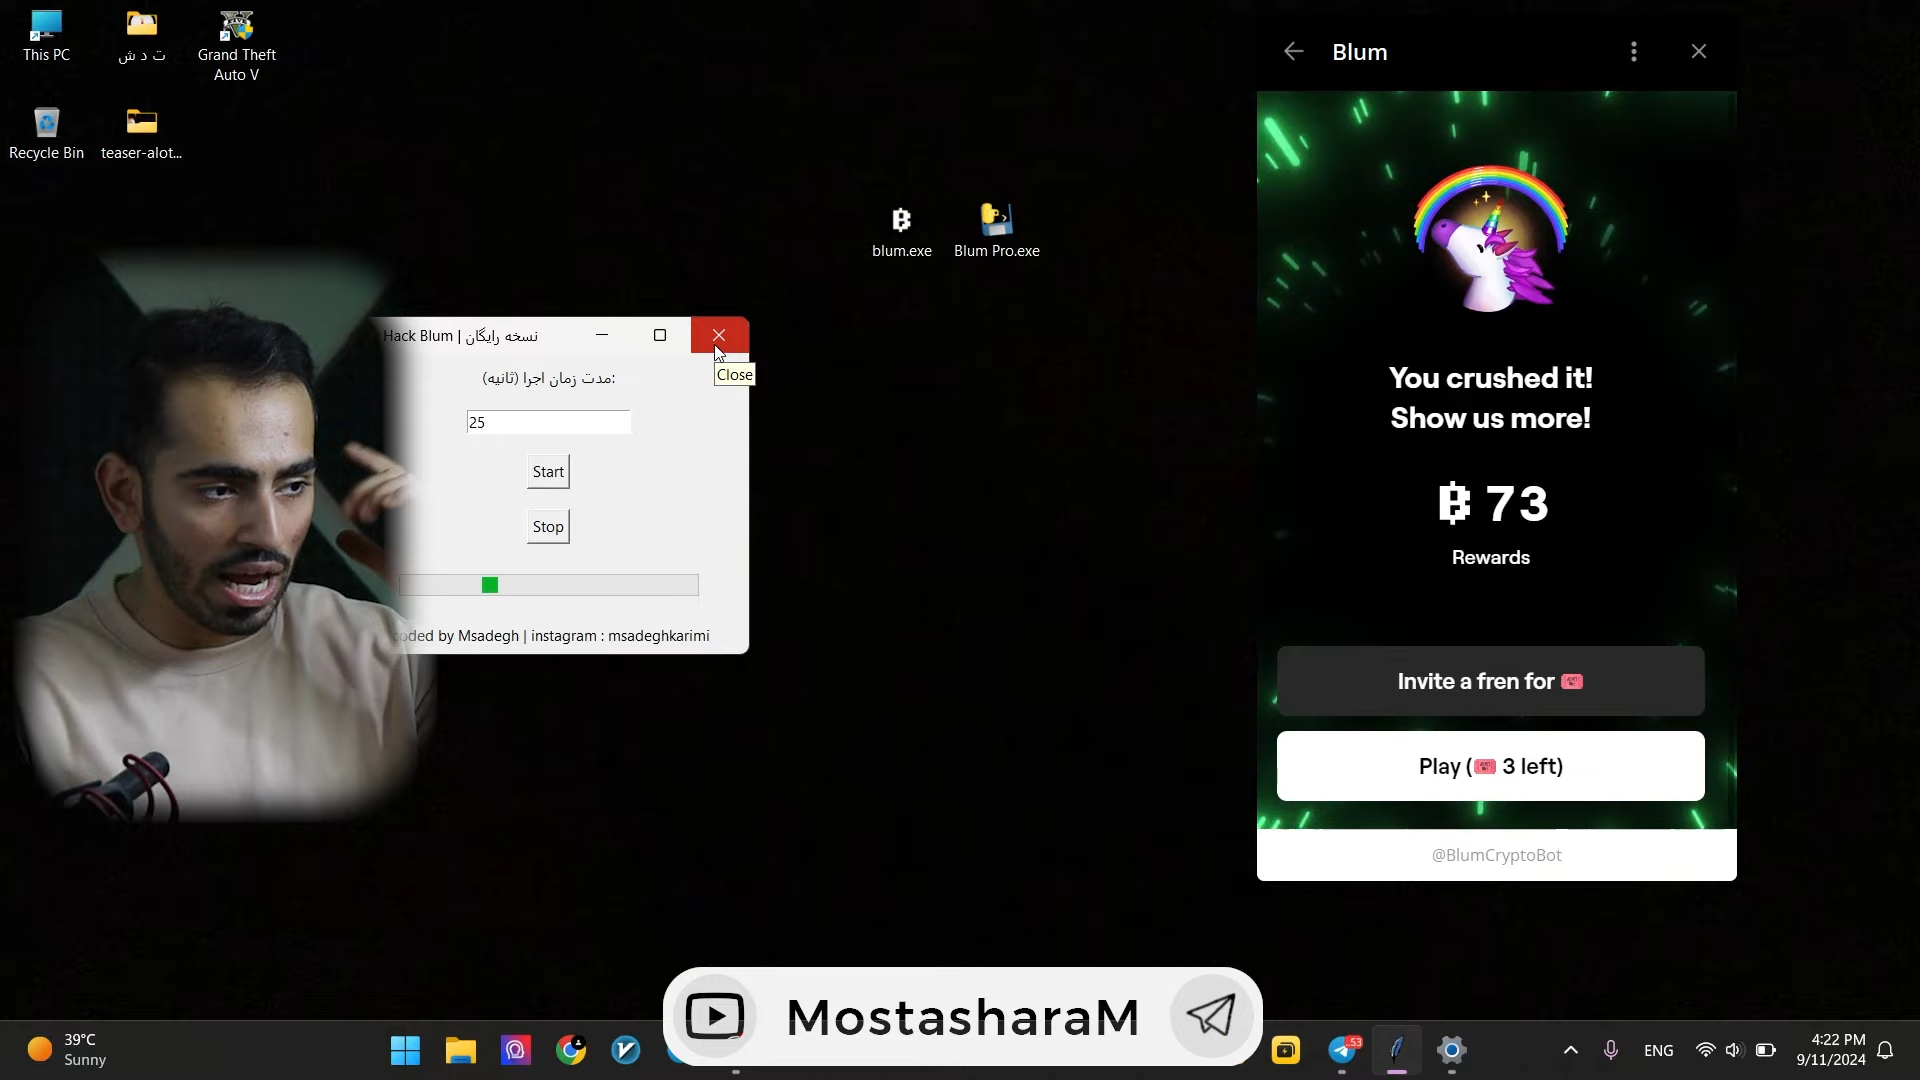 This PC
ت د ش
Grand Theft
Auto V
Recycle Bin
teaser-alot...
blum.exe
Blum Pro.exe
Hack Blum | نسخه رایگان
Close
مدت زمان اجرا (ثانیه):
25
Start
Stop
coded by Msadegh | instagram : msadeghkarimi
Blum
You crushed it!
Show us more!
73
Rewards
Invite a fren for
Play ( 3 left)
@BlumCryptoBot
MostasharaM
39°C
Sunny
..53
ENG
4:22 PM
9/11/2024